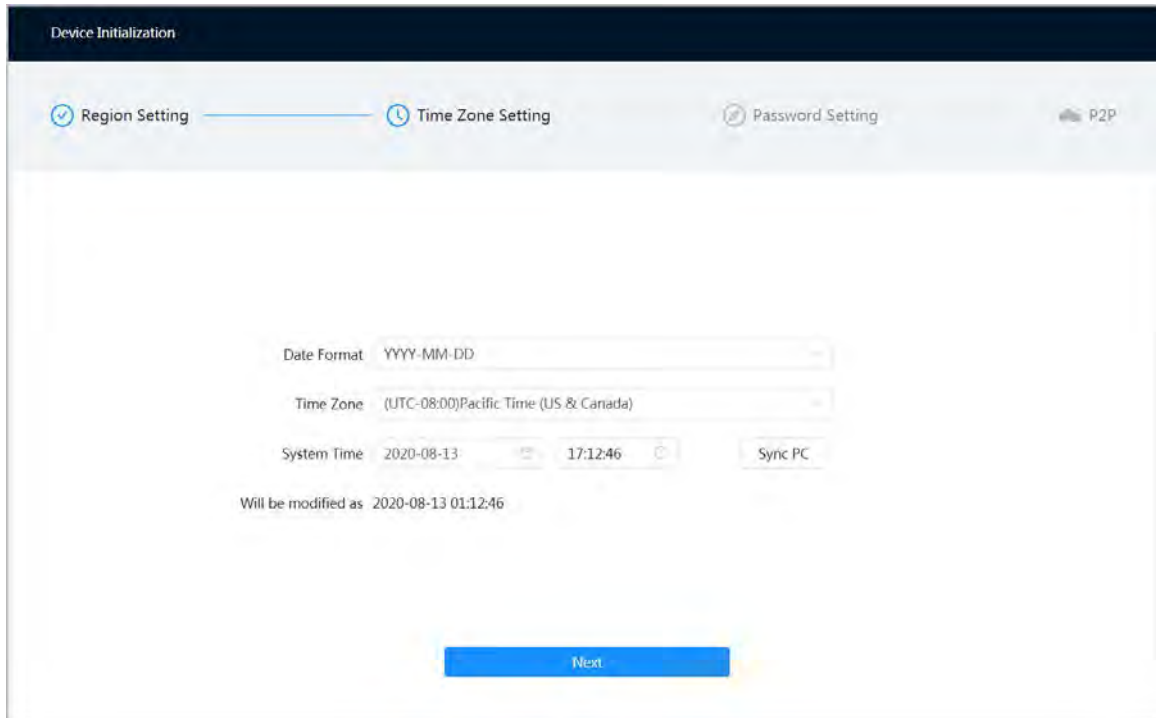 Device Initialization
Region Setting Time Zone Setting Password Setting P2P
Date Format YYYY-MM-DD
Time Zone (UTC-08:00)Pacific Time (US & Canada)
System Time 2020-08-13 17:12:46 Sync PC
Will be modified as 2020-08-13 01:12:46
Next